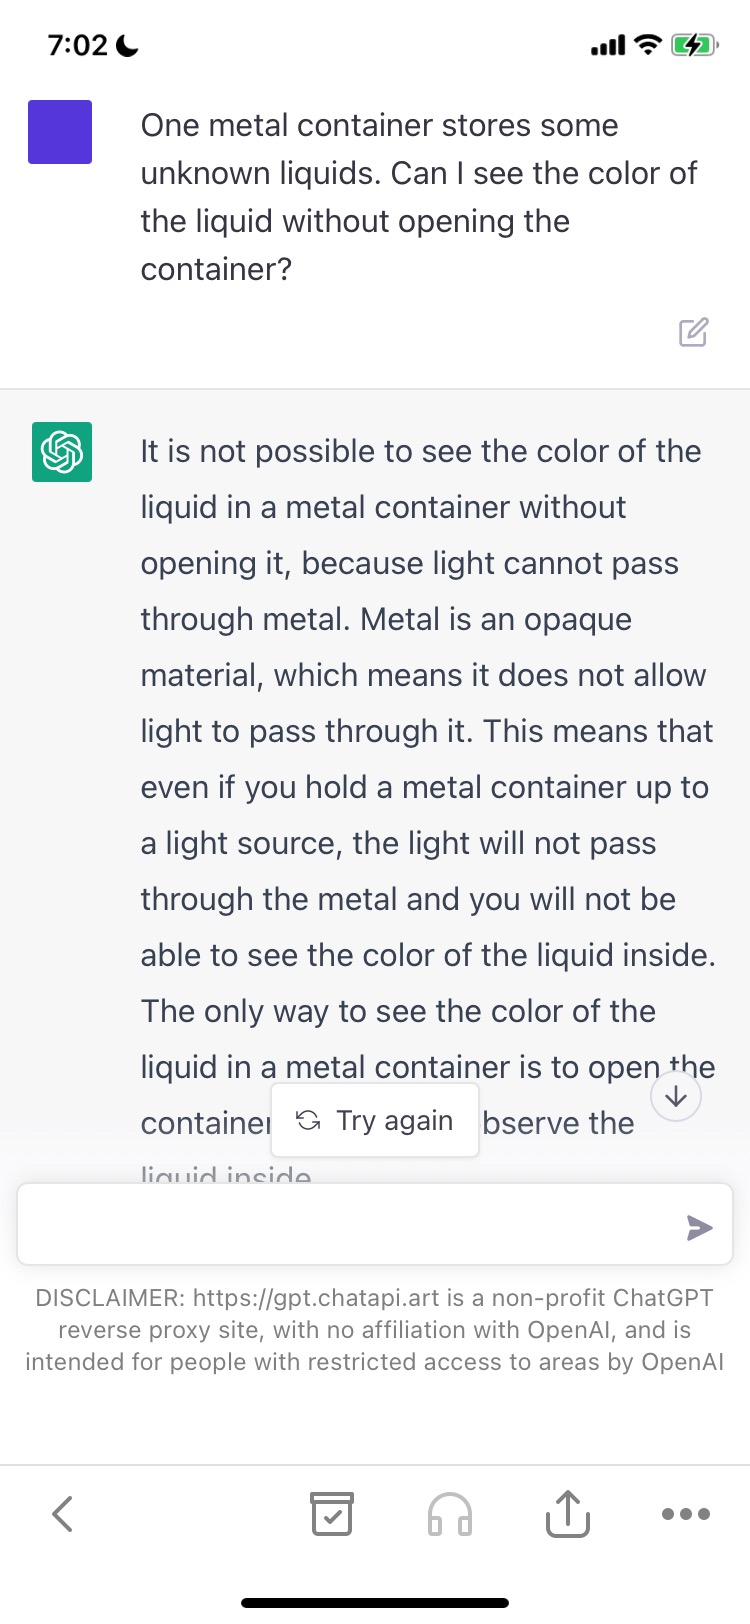 7:02
One metal container stores some
unknown liquids. Can I see the color of
the liquid without opening the
container?
It is not possible to see the color of the
liquid in a metal container without
opening it, because light cannot pass
through metal. Metal is an opaque
material, which means it does not allow
light to pass through it. This means that
even if you hold a metal container up to
a light source, the light will not pass
through the metal and you will not be
able to see the color of the liquid inside.
The only way to see the color of the
liquid in a metal container is to open the
container bserve the
Try again
liquid inside
DISCLAIMER: https://gpt.chatapi.art is a non-profit ChatGPT
reverse proxy site, with no affiliation with OpenAI, and is
intended for people with restricted access to areas by OpenAI